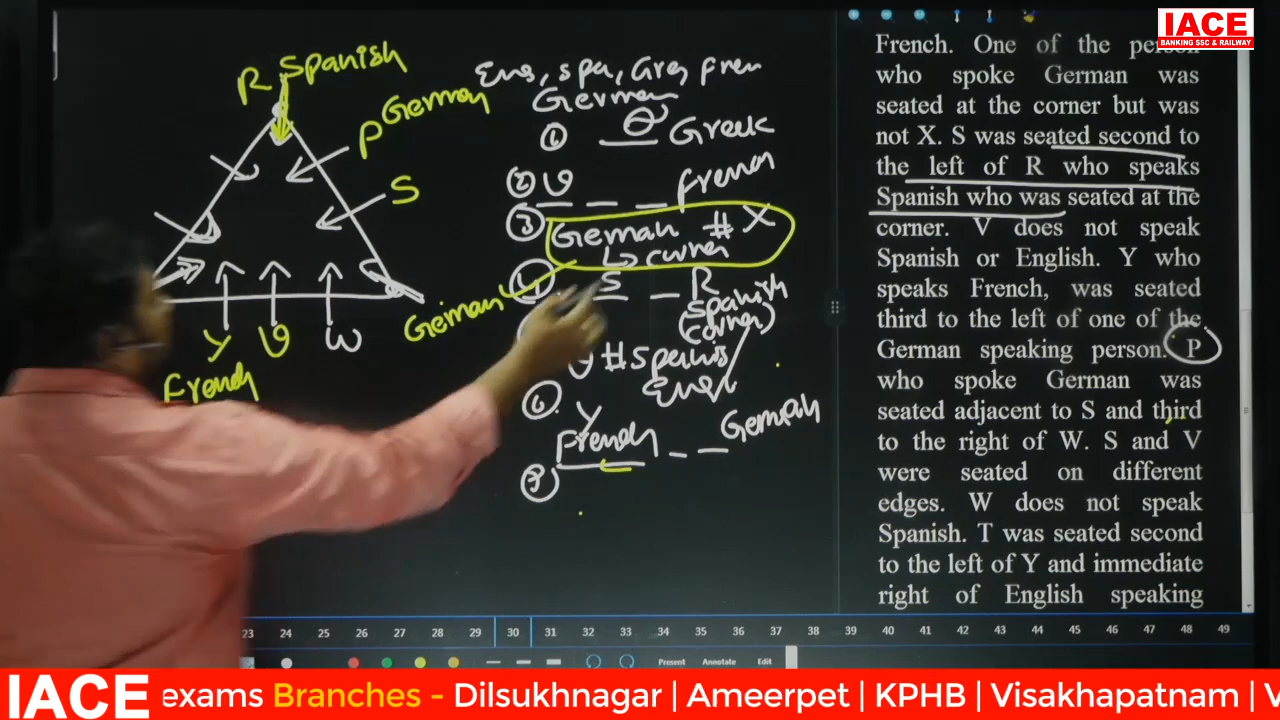 R Spanish
German
P
S
Y V W
French
German
Eng, spa, Gre, Fren
German
① Greek
② V French
③ German # X
↳ corner
④ S R
Spanish
(corner)
V # Spanis
Eng
⑥ Y
French German
⑦
IACE
BANKING SSC & RAILWAY
French. One of the person
who spoke German was
seated at the corner but was
not X. S was seated second to
the left of R who speaks
Spanish who was seated at the
corner. V does not speak
Spanish or English. Y who
speaks French, was seated
third to the left of one of the
German speaking person. P
who spoke German was
seated adjacent to S and third
to the right of W. S and V
were seated on different
edges. W does not speak
Spanish. T was seated second
to the left of Y and immediate
right of English speaking
23 24 25 26 27 28 29 30 31 32 33 34 35 36 37 38 39 40 41 42 43 44 45 46 47 48 49
Present Annotate Edit
IACE exams Branches - Dilsukhnagar | Ameerpet | KPHB | Visakhapatnam | V